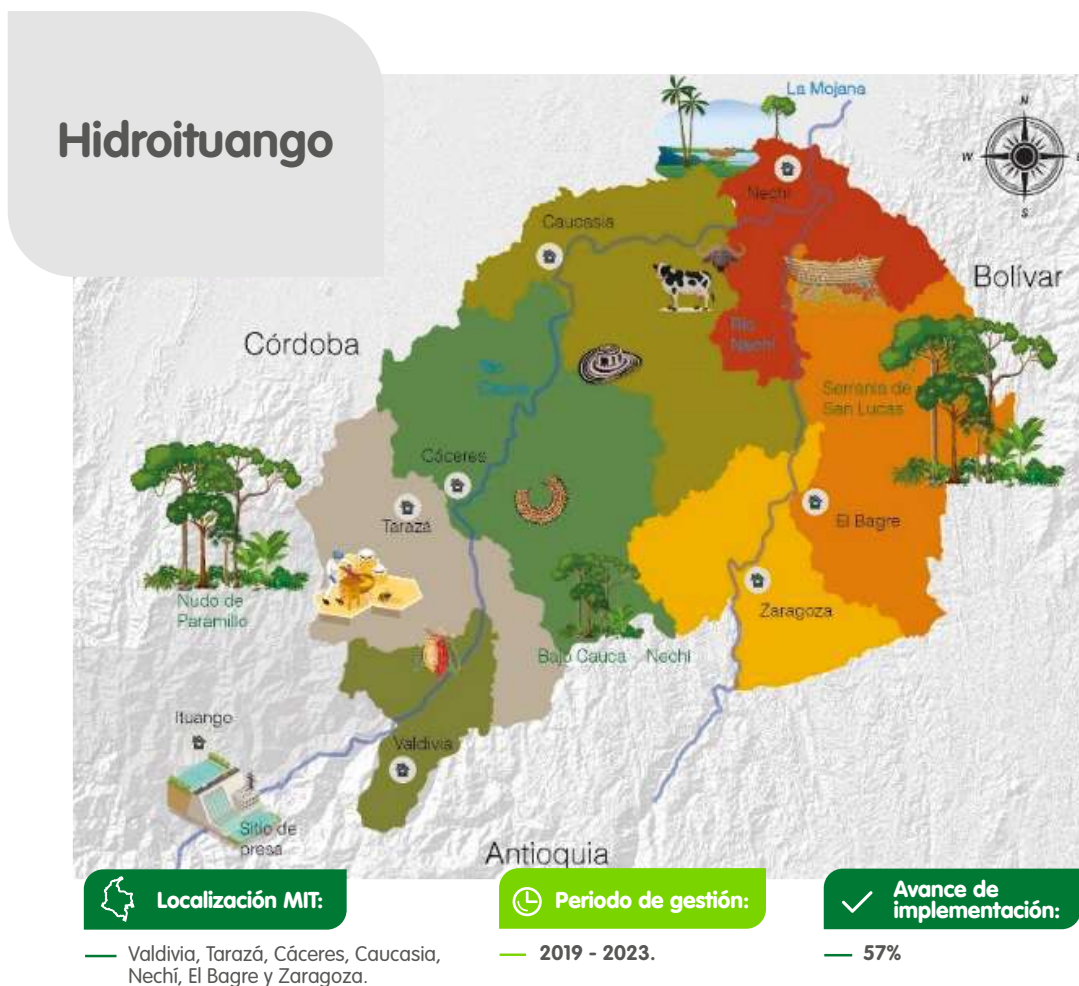 Hidroituango
La Mojana
N
W
S
Nechí
Caucasia
Bolívar
Córdoba
Río
Nechí
Río
Cauca
Serranía de
San Lucas
Cáceres
Tarazá
El Bagre
Zaragoza
Nudo de
Paramillo
Bajo Cauca Nechí
Ituango
Valdivia
Sitio de
presa
Antioquia
Localización MIT:
Valdivia, Tarazá, Cáceres, Caucasia,
Nechí, El Bagre y Zaragoza.
Periodo de gestión:
2019 - 2023.
Avance de
implementación:
57%